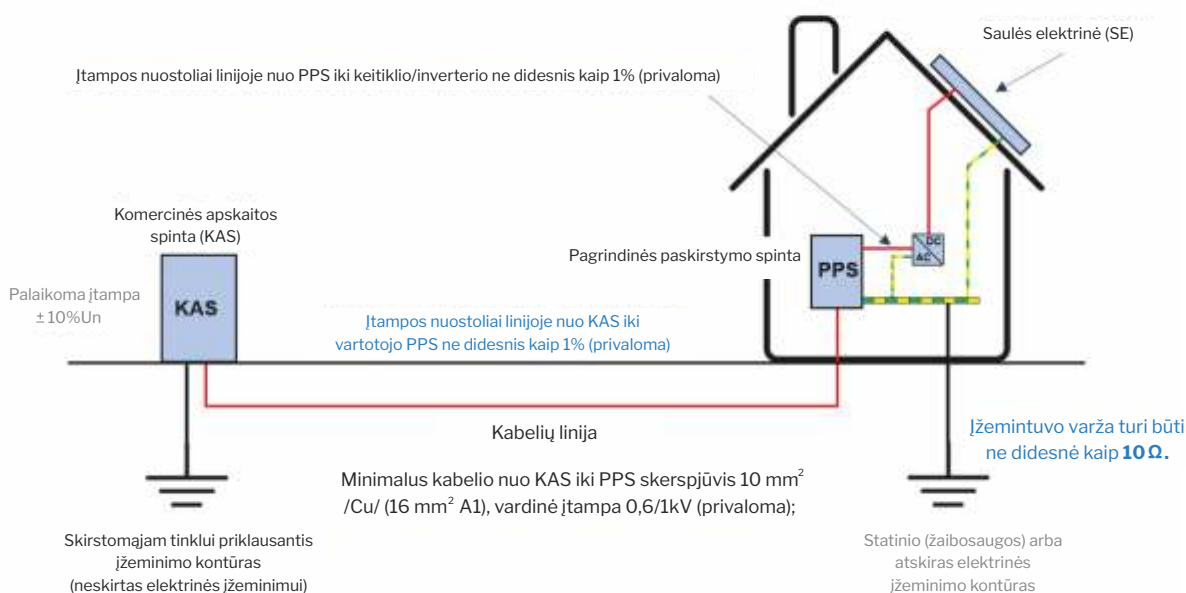 Saulės elektrinė (SE)
Įtampos nuostoliai linijoje nuo PPS iki keitiklio/inverterio ne didesnis kaip 1% (privaloma)
Komercinės apskaitos
spinta (KAS)
Pagrindinės paskirstymo spinta
DC
AC
PPS
Palaikoma įtampa
±10%Un
KAS
Įtampos nuostoliai linijoje nuo KAS iki
vartotojo PPS ne didesnis kaip 1% (privaloma)
Kabelių linija
Įžemintuvo varža turi būti
ne didesnė kaip 10 Ω.
Minimalus kabelio nuo KAS iki PPS skerspjūvis 10 mm²
/Cu/ (16 mm² A1), vardinė įtampa 0,6/1kV (privaloma);
Skirstomąjam tinklui priklausantis
įžeminimo kontūras
(neskirtas elektrinės įžeminimui)
Statinio (žaibosaugos) arba
atskiras elektrinės
įžeminimo kontūras